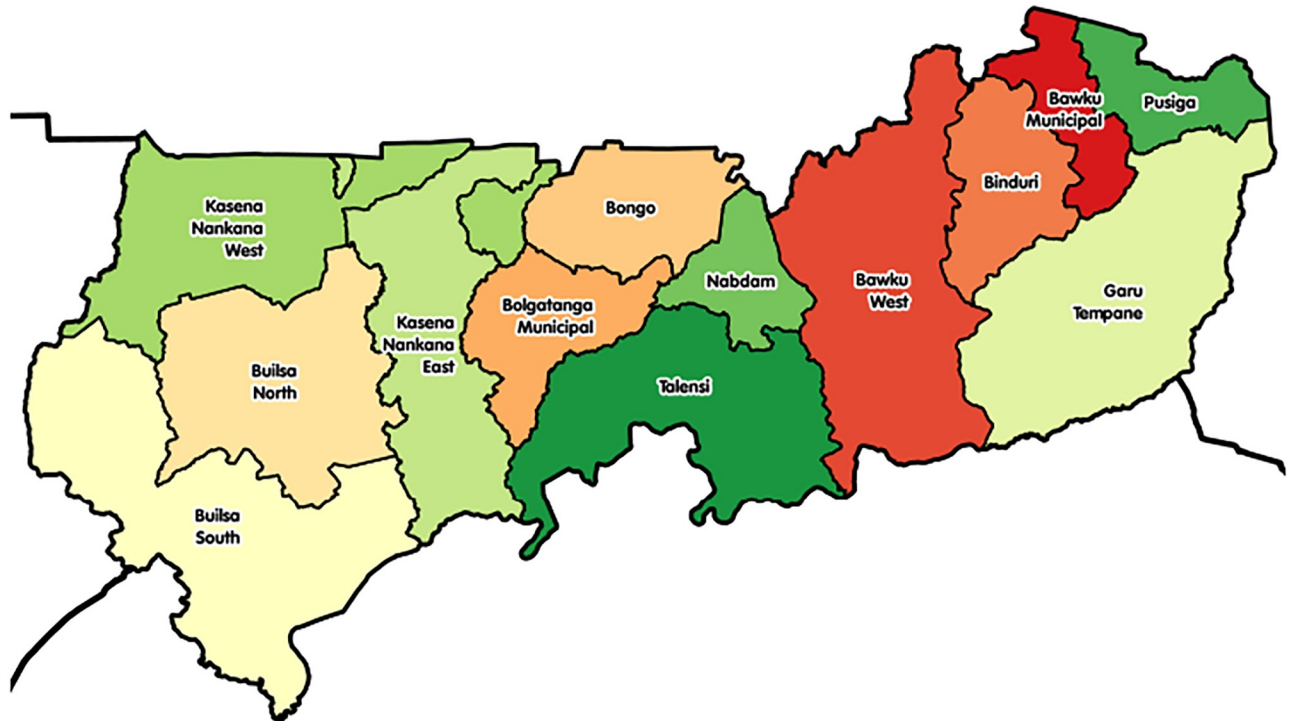 Kasena
Nankana
West
Builsa
North
Builsa
South
Kasena
Nankana
East
Bongo
Bolgatanga
Municipal
Nabdam
Talensi
Bawku
West
Binduri
Bawku
Municipal
Pusiga
Garu
Tempane